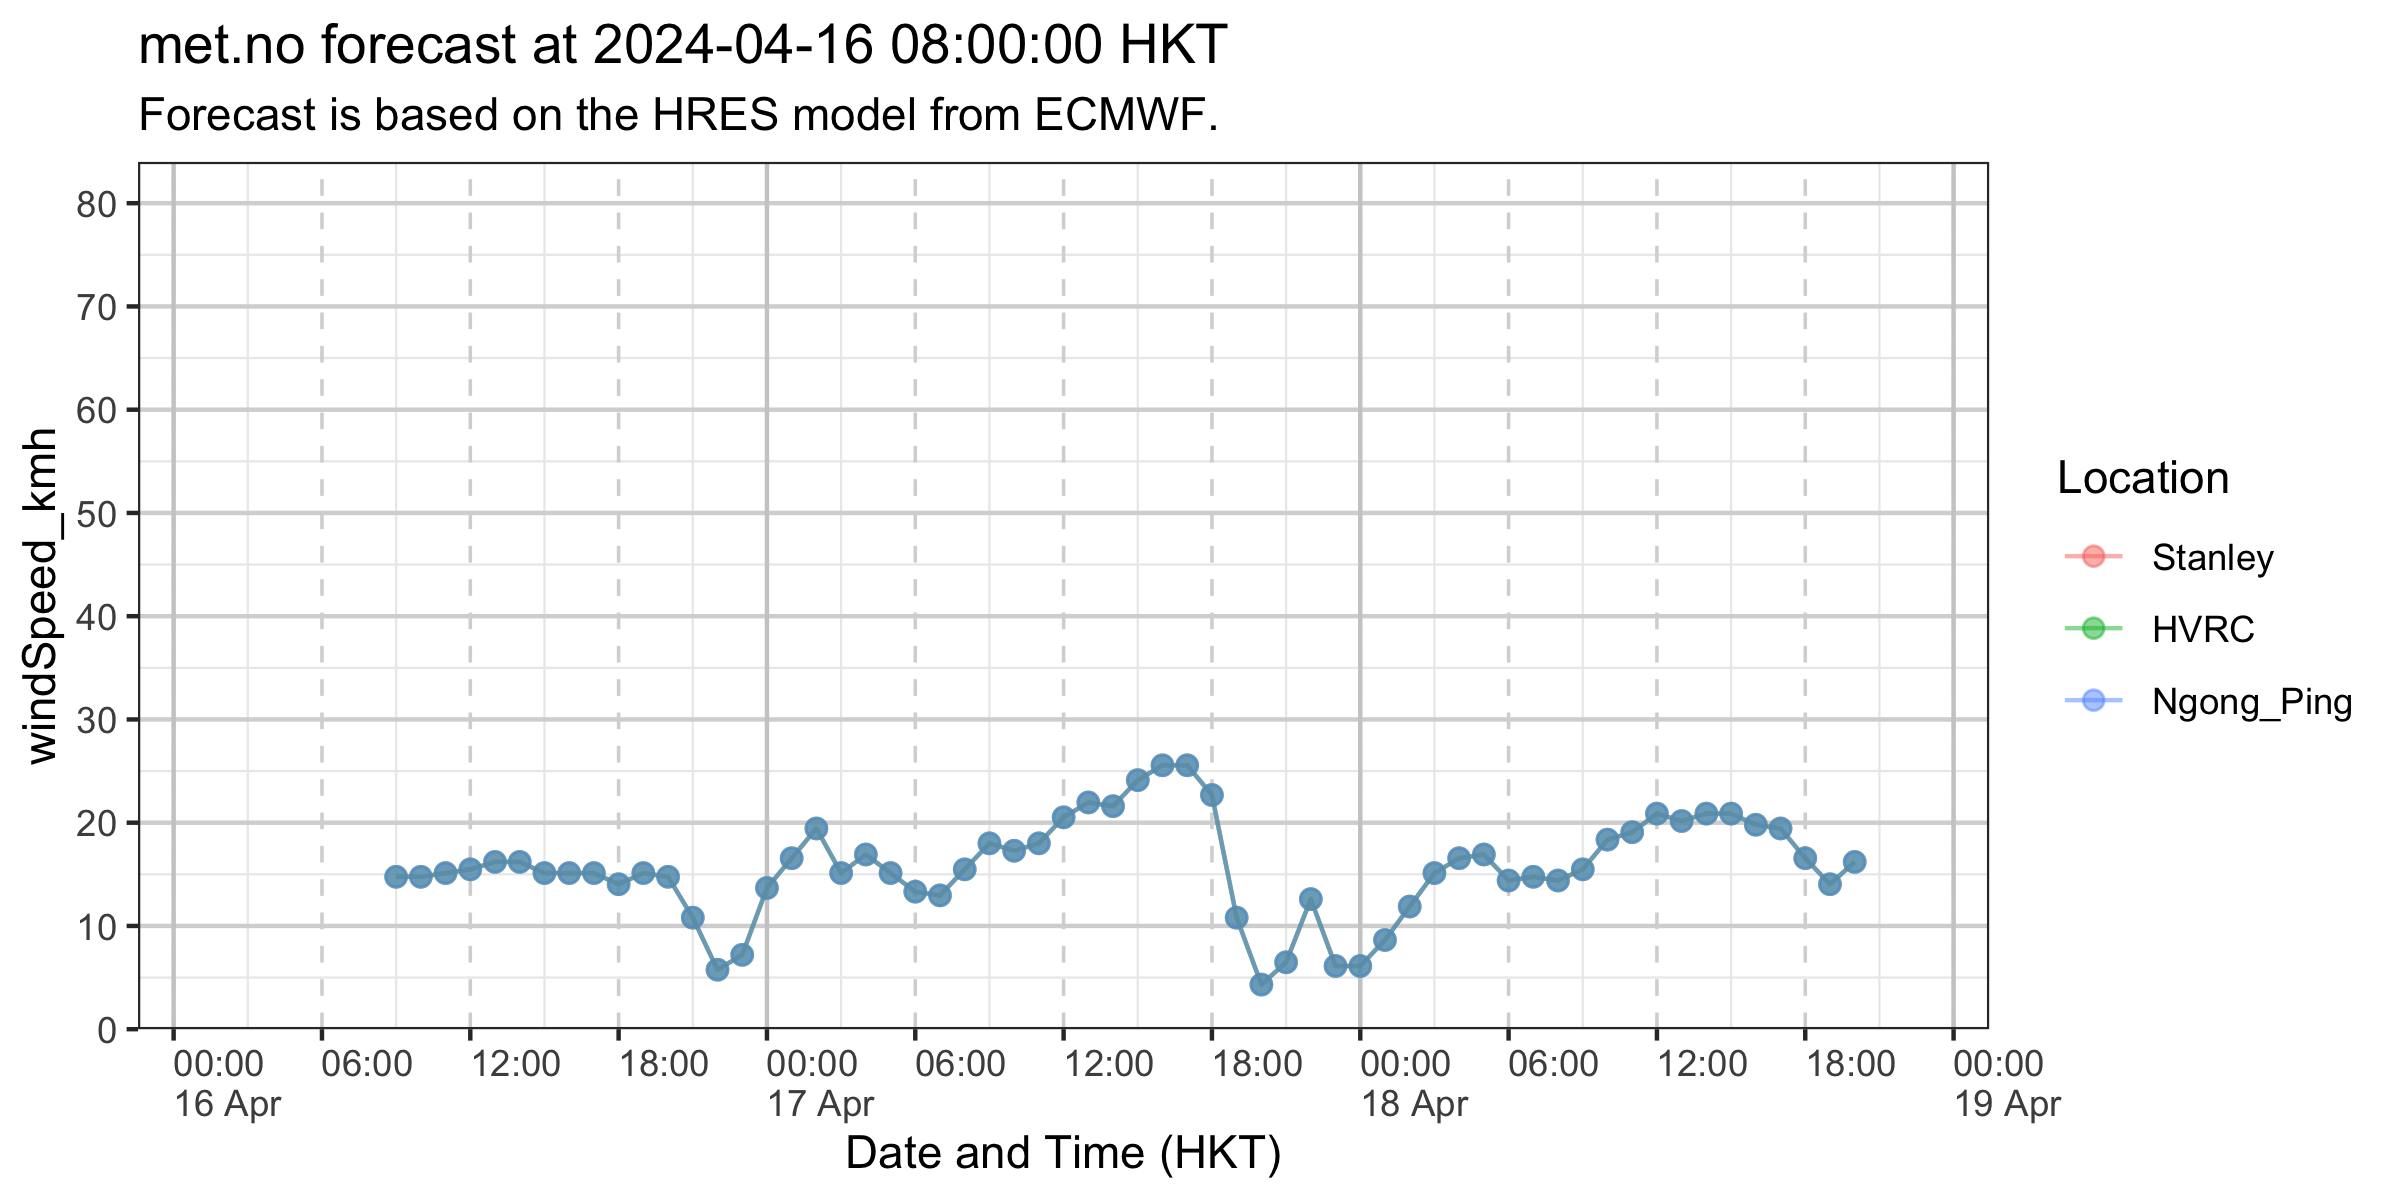 met.no forecast at 2024-04-16 08:00:00 HKT
Forecast is based on the HRES model from ECMWF.
windSpeed_kmh
80
70
60
50
40
30
20
10
0
00:00 06:00 12:00 18:00 00:00 06:00 12:00 18:00 00:00 06:00 12:00 18:00 00:00
16 Apr 17 Apr 18 Apr 19 Apr
Date and Time (HKT)
Location
Stanley
HVRC
Ngong_Ping